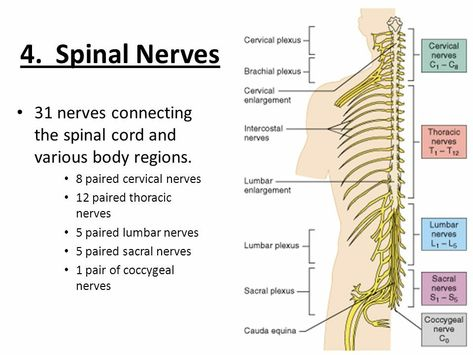 4. Spinal Nerves
• 31 nerves connecting
the spinal cord and
various body regions.
• 8 paired cervical nerves
• 12 paired thoracic
nerves
• 5 paired lumbar nerves
• 5 paired sacral nerves
• 1 pair of coccygeal
nerves
Cervical plexus
Brachial plexus
Cervical
enlargement
Intercostal
nerves
Lumbar
enlargement
Lumbar plexus
Sacral plexus
Cauda equina
Cervical
nerves
C₁ – C₈
Thoracic
nerves
T₁ – T₁₂
Lumbar
nerves
L₁ – L₅
Sacral
nerves
S₁ – S₅
Coccygeal
nerve
C₀